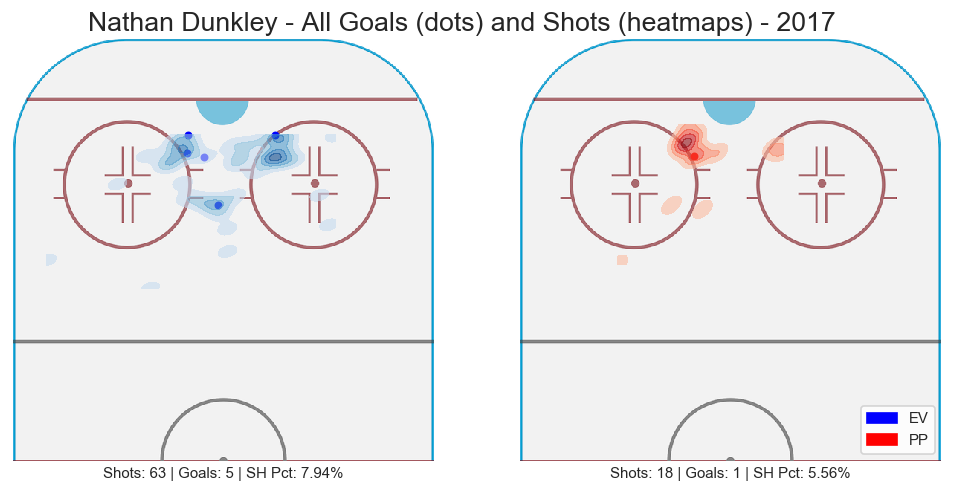 Nathan Dunkley - All Goals (dots) and Shots (heatmaps) - 2017
EV
PP
Shots: 63 | Goals: 5 | SH Pct: 7.94%
Shots: 18 | Goals: 1 | SH Pct: 5.56%